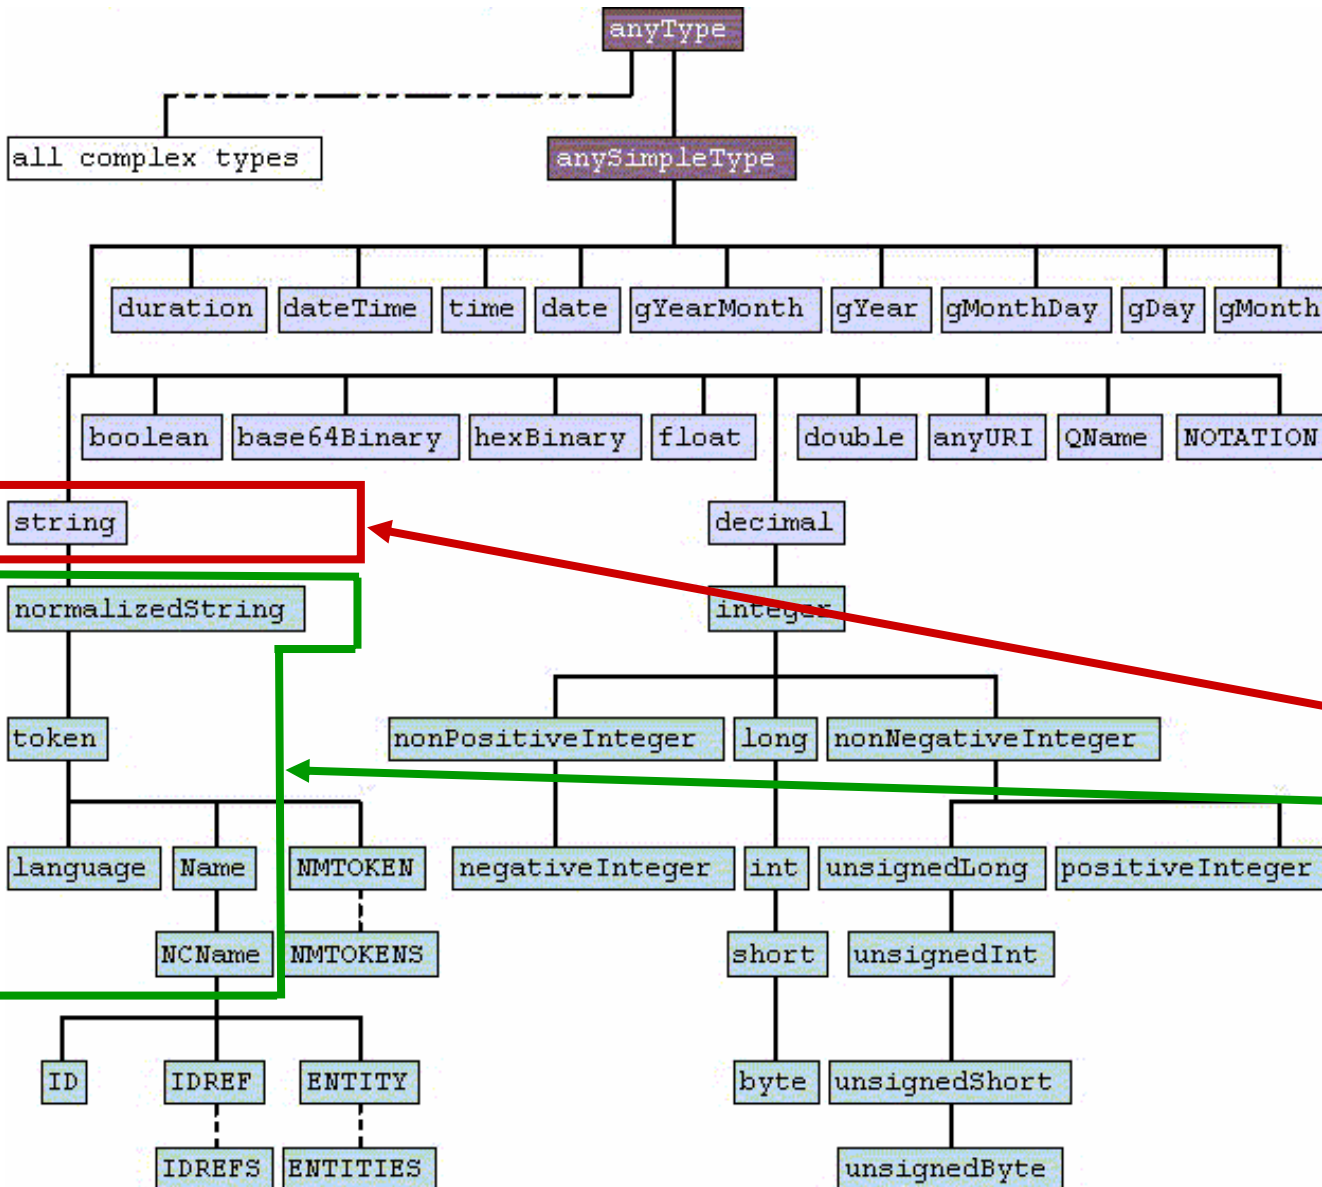 anyType
all complex types
anySimpleType
duration dateTime time date gYearMonth gYear gMonthDay gDay gMonth
boolean base64Binary hexBinary float double anyURI QName NOTATION
string decimal
normalizedString integer
token nonPositiveInteger long nonNegativeInteger
language Name NMTOKEN negativeInteger int unsignedLong positiveInteger
NCName NMTOKENS short unsignedInt
ID IDREF ENTITY byte unsignedShort
IDREFS ENTITIES unsignedByte